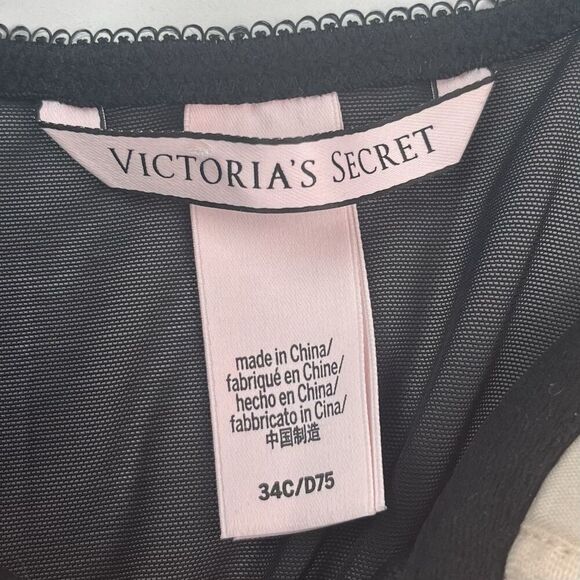 VICTORIA'S SECRET
made in China/
fabriqué en Chine/
hecho en China/
fabbricato in Cina/
中国制造
34C/D75